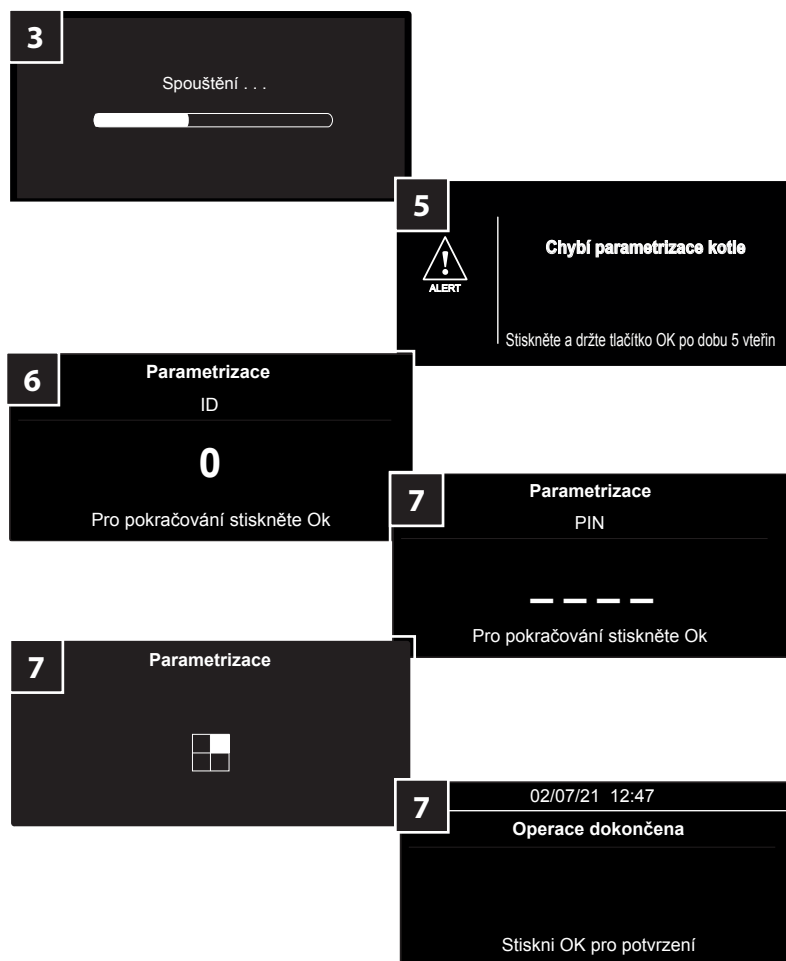 3
Spouštění . . .
5
ALERT
Chybí parametrizace kotle
Stiskněte a držte tlačítko OK po dobu 5 vteřin
6
Parametrizace
ID
0
Pro pokračování stiskněte Ok
7
Parametrizace
PIN
_ _ _ _
Pro pokračování stiskněte Ok
7
Parametrizace
7
02/07/21 12:47
Operace dokončena
Stiskni OK pro potvrzení